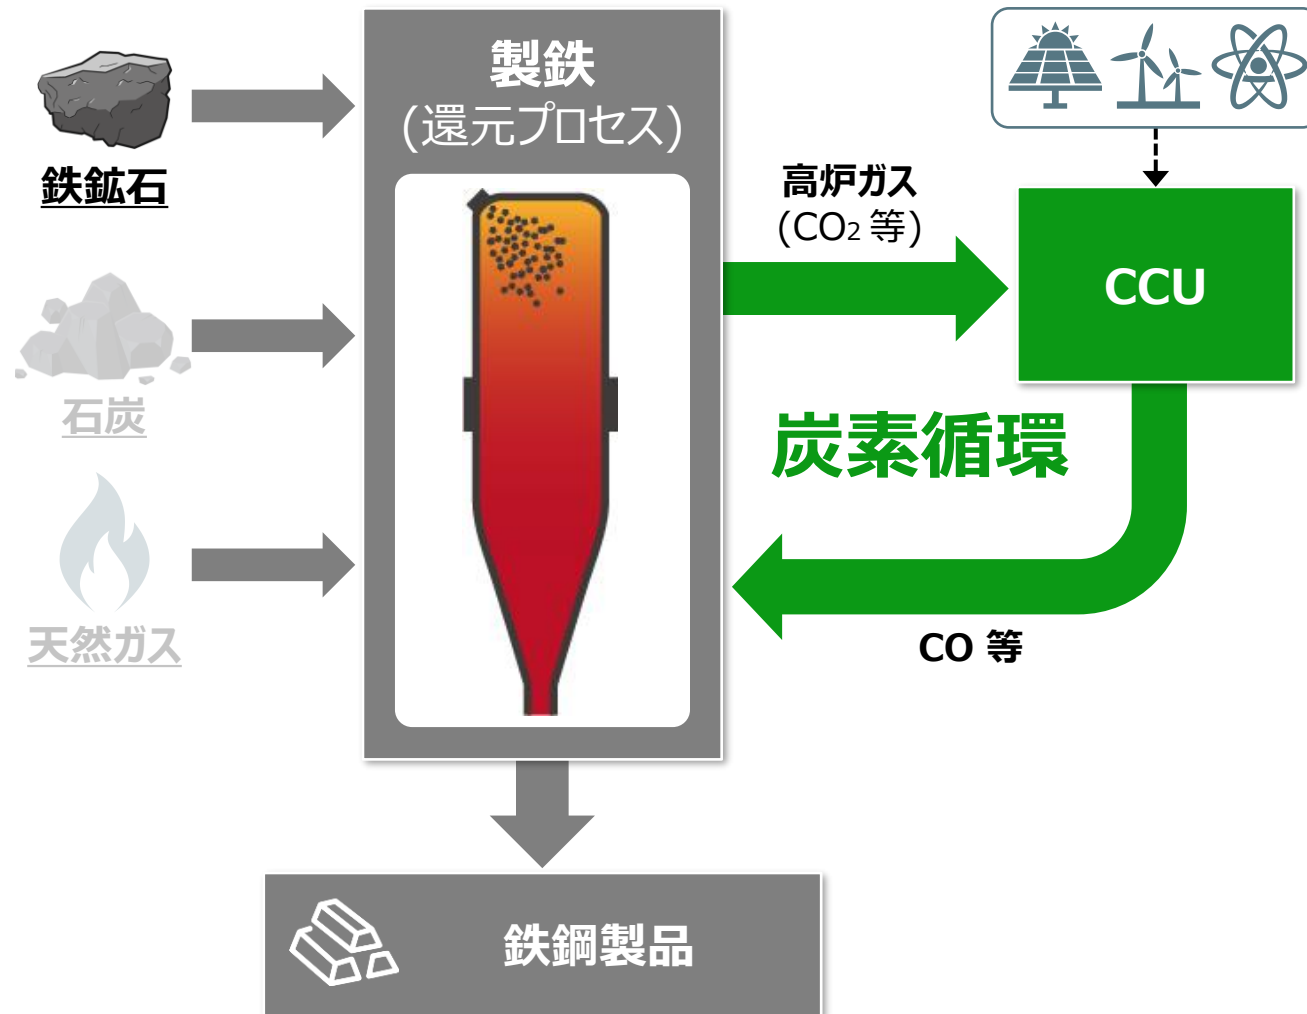 製鉄
(還元プロセス)
鉄鉱石
石炭
天然ガス
高炉ガス
(CO2 等)
CCU
炭素循環
CO 等
鉄鋼製品